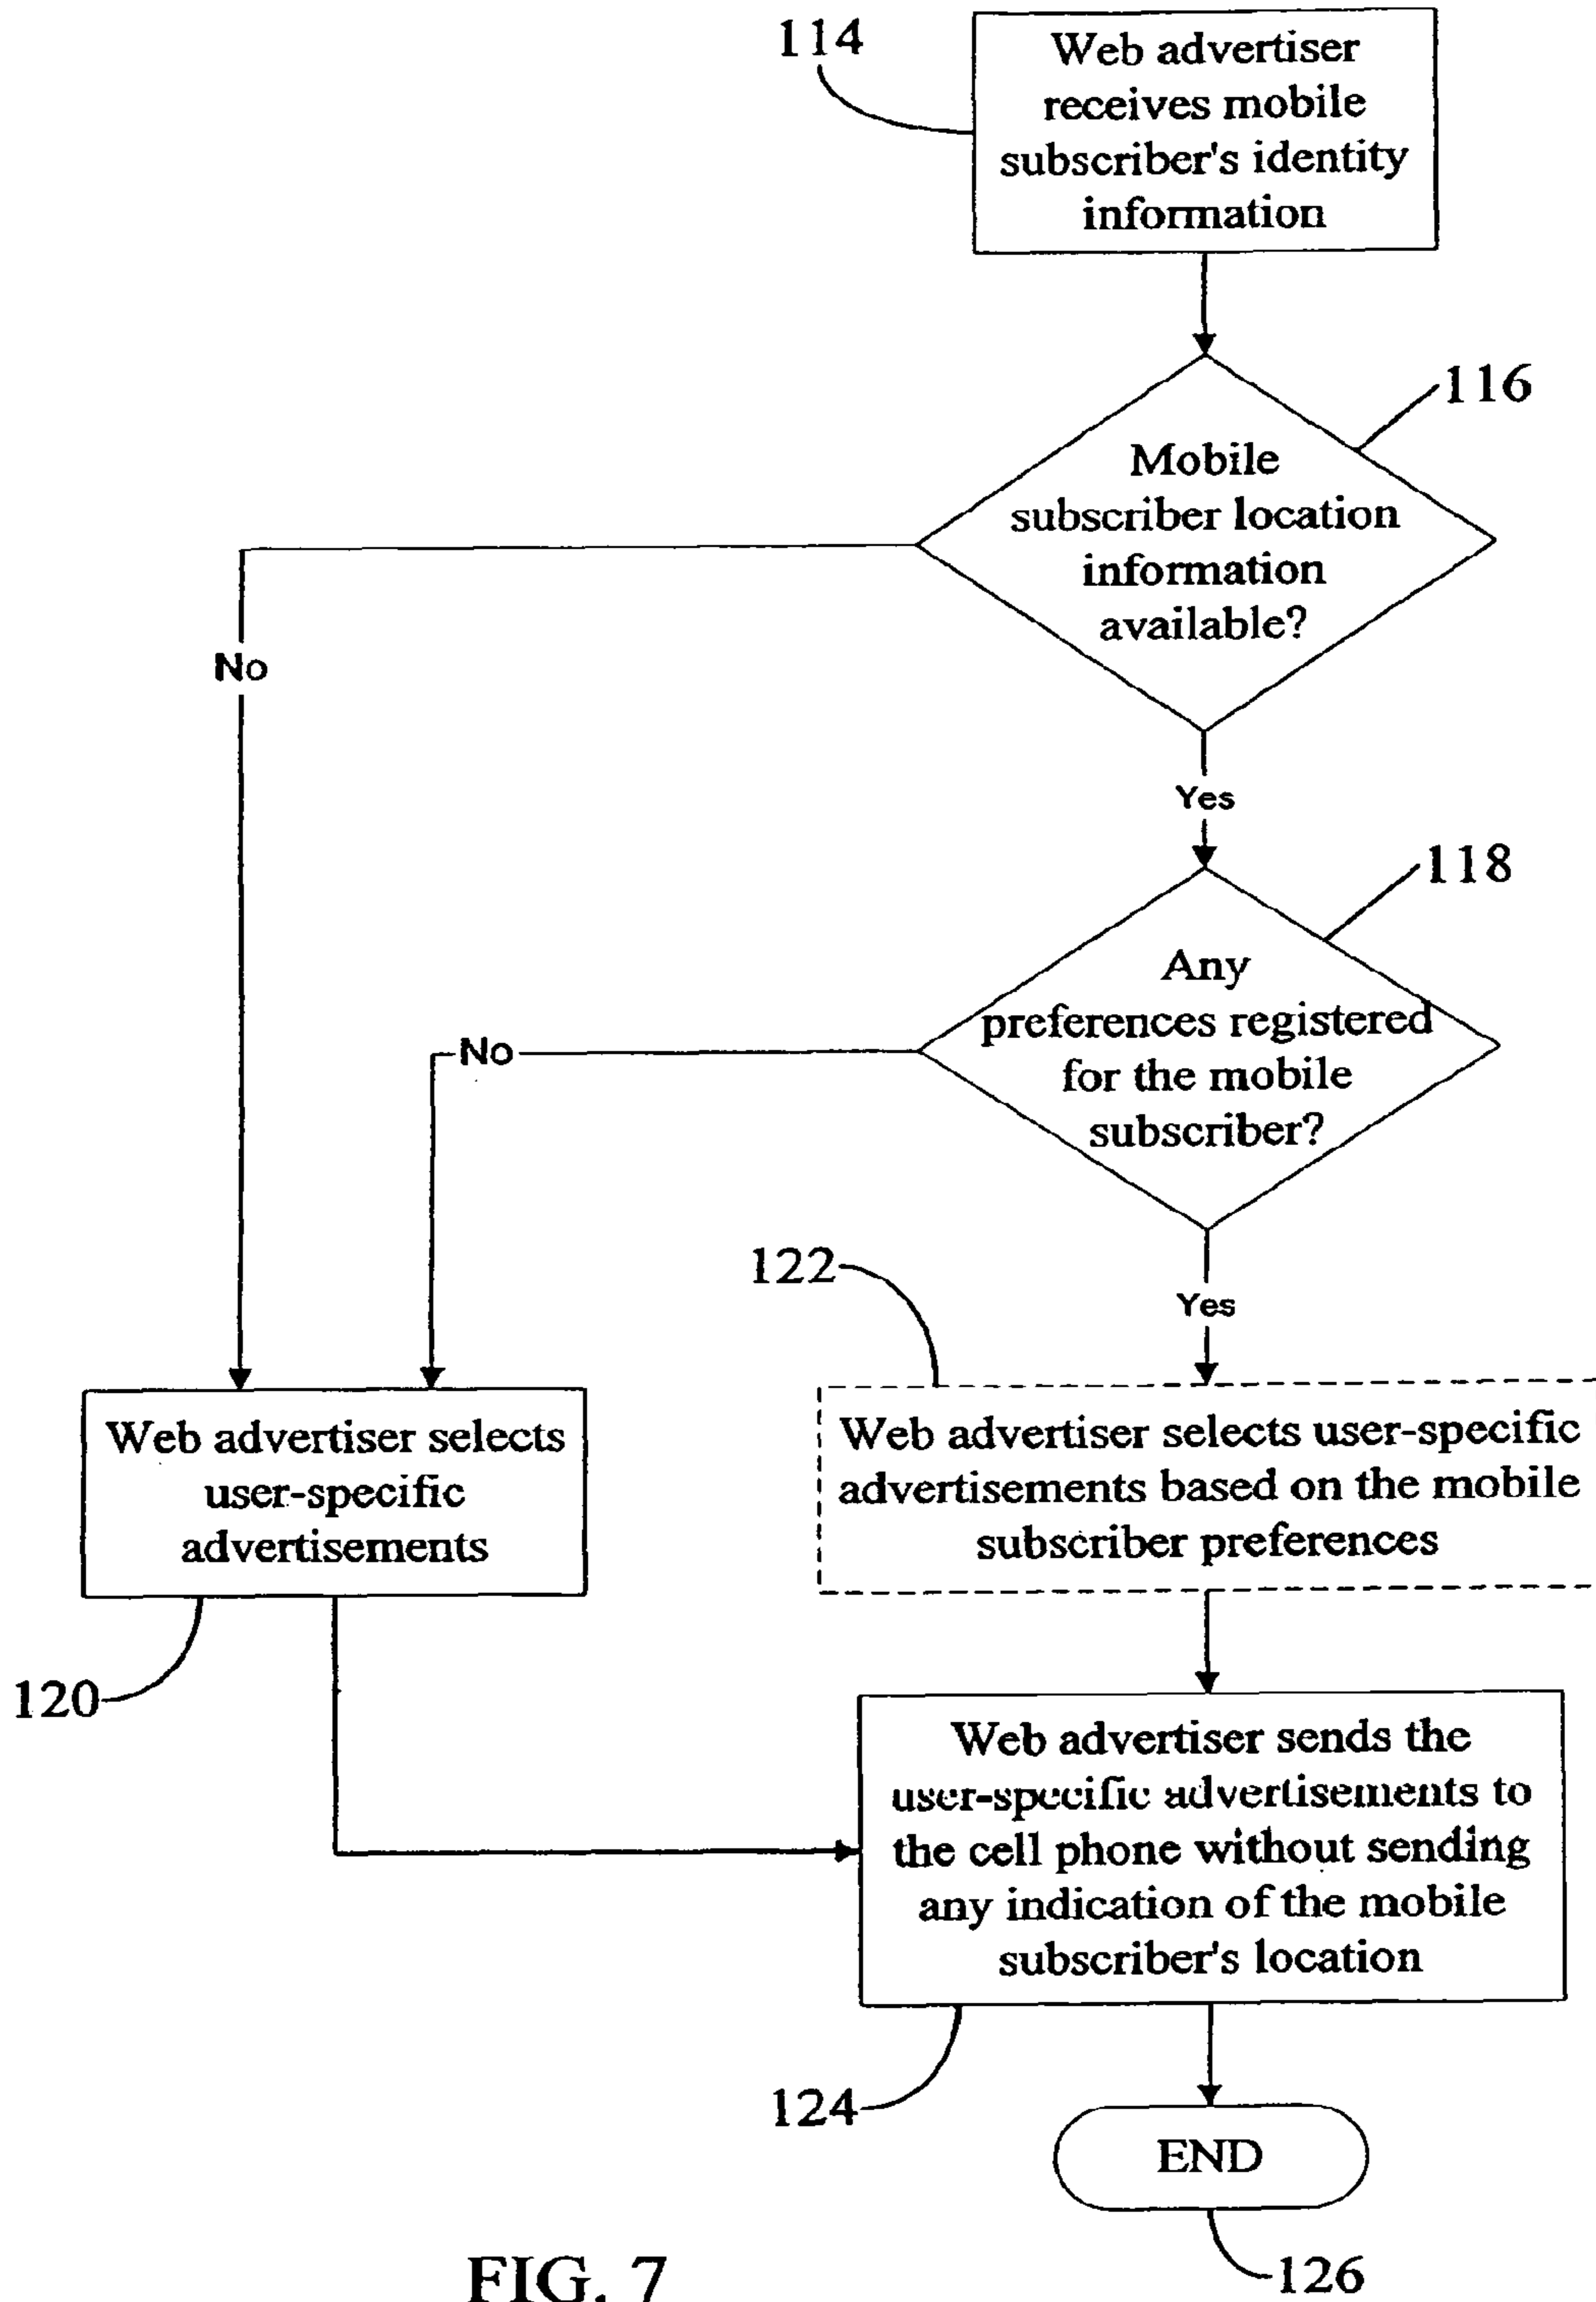 114
Web advertiser
receives mobile
subscriber's identity
information
116
Mobile
subscriber location
information
available?
No
Yes
118
Any
preferences registered
for the mobile
subscriber?
No
Yes
122
Web advertiser selects
user-specific
advertisements
Web advertiser selects user-specific
advertisements based on the mobile
subscriber preferences
120
Web advertiser sends the
user-specific advertisements to
the cell phone without sending
any indication of the mobile
subscriber's location
124
END
126
FIG. 7